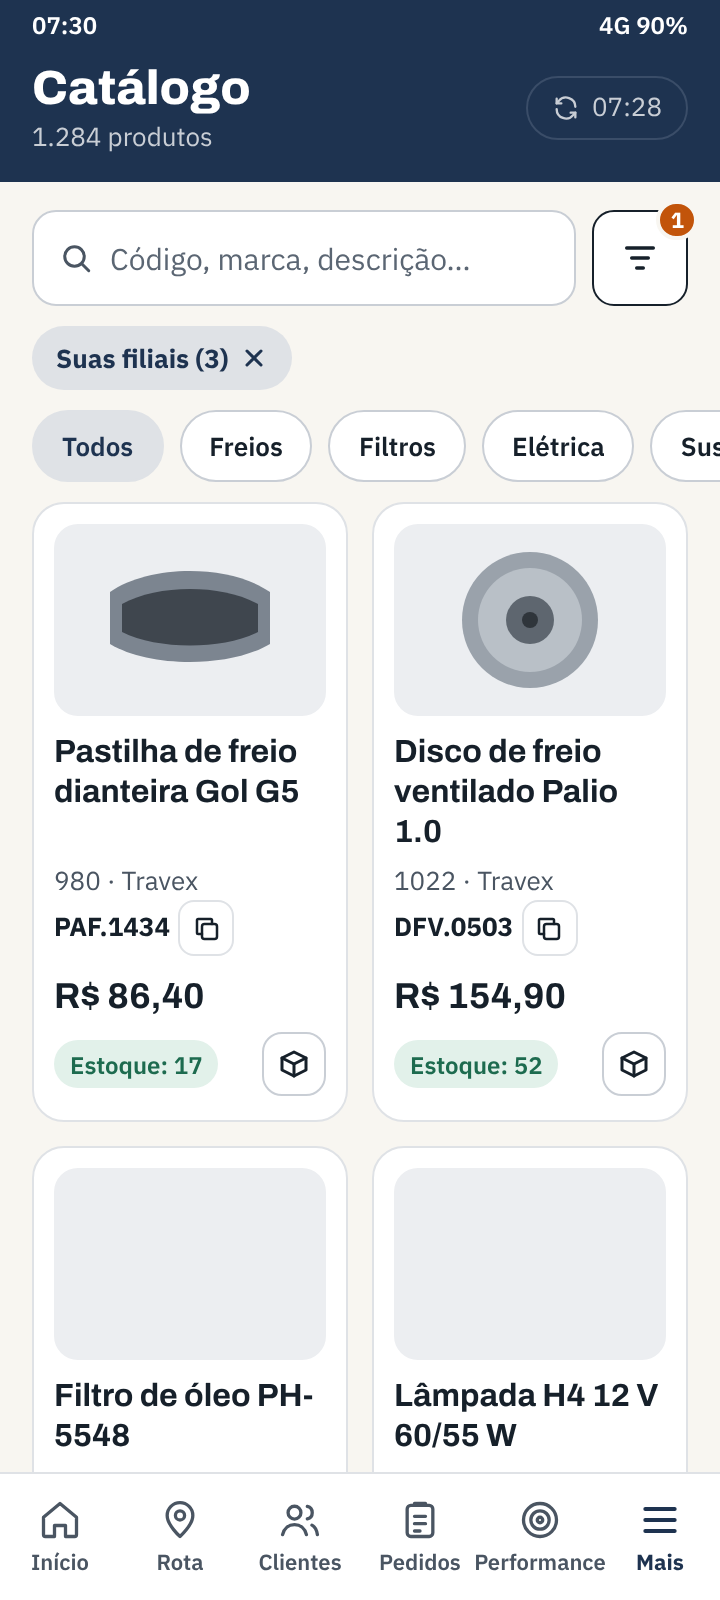 07:30
4G 90%
Catálogo
1.284 produtos
07:28
Código, marca, descrição...
1
Suas filiais (3)
Todos
Freios
Filtros
Elétrica
Sus
Pastilha de freio
dianteira Gol G5
980 · Travex
PAF.1434
R$ 86,40
Estoque: 17
Disco de freio
ventilado Palio
1.0
1022 · Travex
DFV.0503
R$ 154,90
Estoque: 52
Filtro de óleo PH-
5548
Lâmpada H4 12 V
60/55 W
Início
Rota
Clientes
Pedidos
Performance
Mais